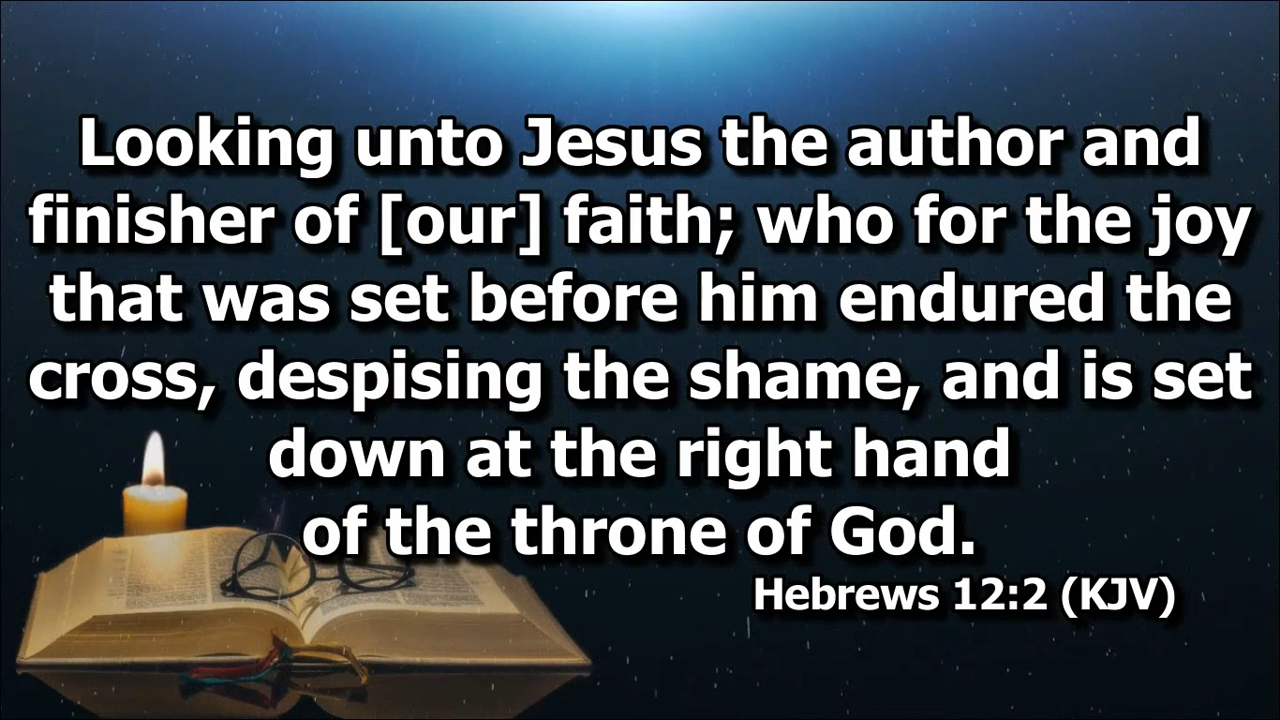 Looking unto Jesus the author and
finisher of [our] faith; who for the joy
that was set before him endured the
cross, despising the shame, and is set
down at the right hand
of the throne of God.
Hebrews 12:2 (KJV)